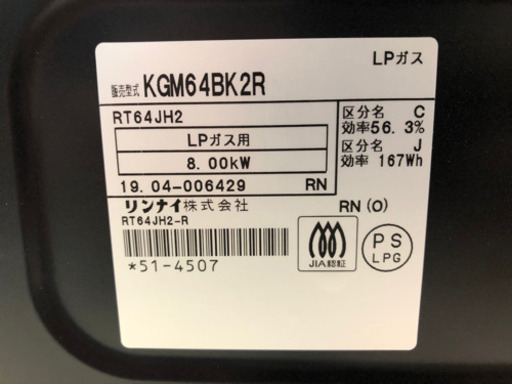 LPガス
販売型式 KGM64BK2R
RT64JH2
LPガス用
8.00kW
19.04-006429 RN
区分名 C
効率56.3%
区分名 J
効率 167Wh
リンナイ株式会社
RT64JH2-R
RN (0)
*51-4507
JIA認証
PS
LPG